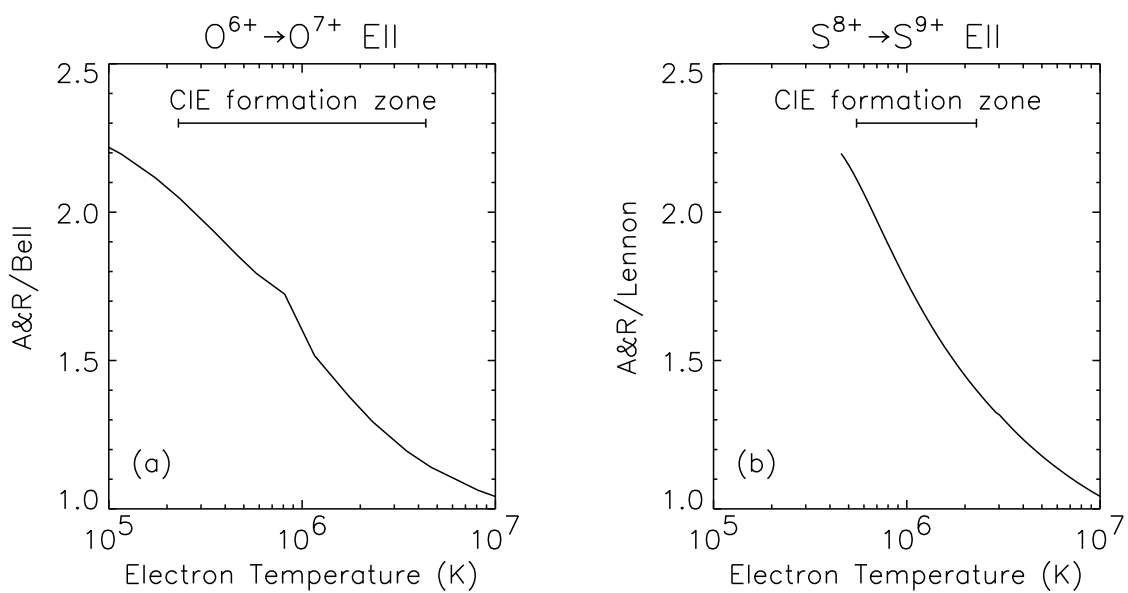 O⁶⁺→O⁷⁺ EII
2.5
CIE formation zone
2.0
A&R/Bell
1.5
(a)
1.0
10⁵ 10⁶ 10⁷
Electron Temperature (K)
S⁸⁺→S⁹⁺ EII
2.5
CIE formation zone
2.0
A&R/Lennon
1.5
(b)
1.0
10⁵ 10⁶ 10⁷
Electron Temperature (K)